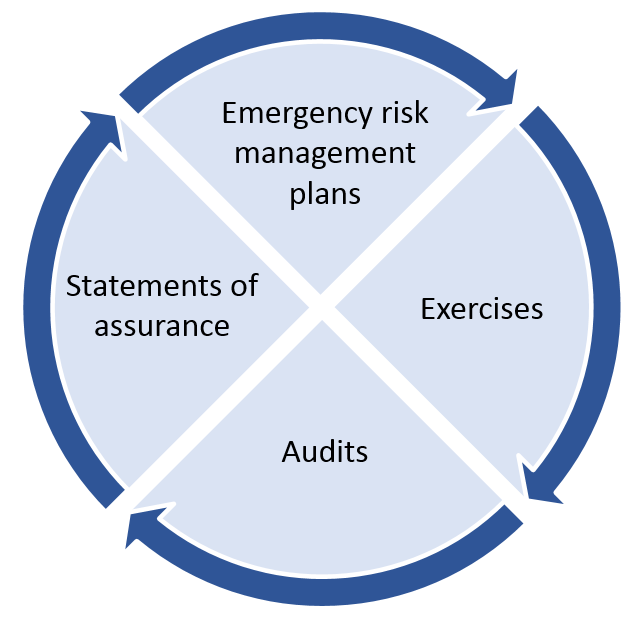 Emergency risk
management
plans
Exercises
Audits
Statements of
assurance